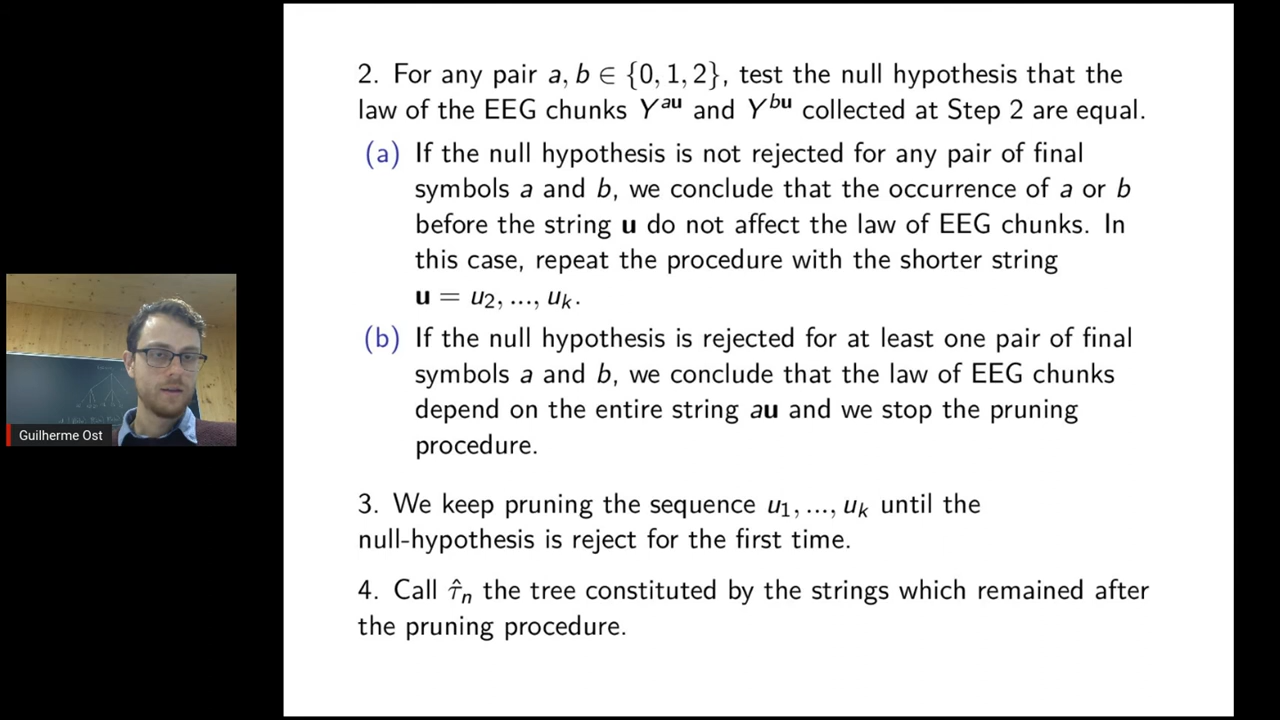 2. For any pair a, b ∈ {0, 1, 2}, test the null hypothesis that the
law of the EEG chunks Y^{au} and Y^{bu} collected at Step 2 are equal.
(a) If the null hypothesis is not rejected for any pair of final
symbols a and b, we conclude that the occurrence of a or b
before the string u do not affect the law of EEG chunks. In
this case, repeat the procedure with the shorter string
u = u₂, ..., uₖ.
(b) If the null hypothesis is rejected for at least one pair of final
symbols a and b, we conclude that the law of EEG chunks
depend on the entire string au and we stop the pruning
procedure.
3. We keep pruning the sequence u₁, ..., uₖ until the
null-hypothesis is reject for the first time.
4. Call τ̂ₙ the tree constituted by the strings which remained after
the pruning procedure.
Guilherme Ost